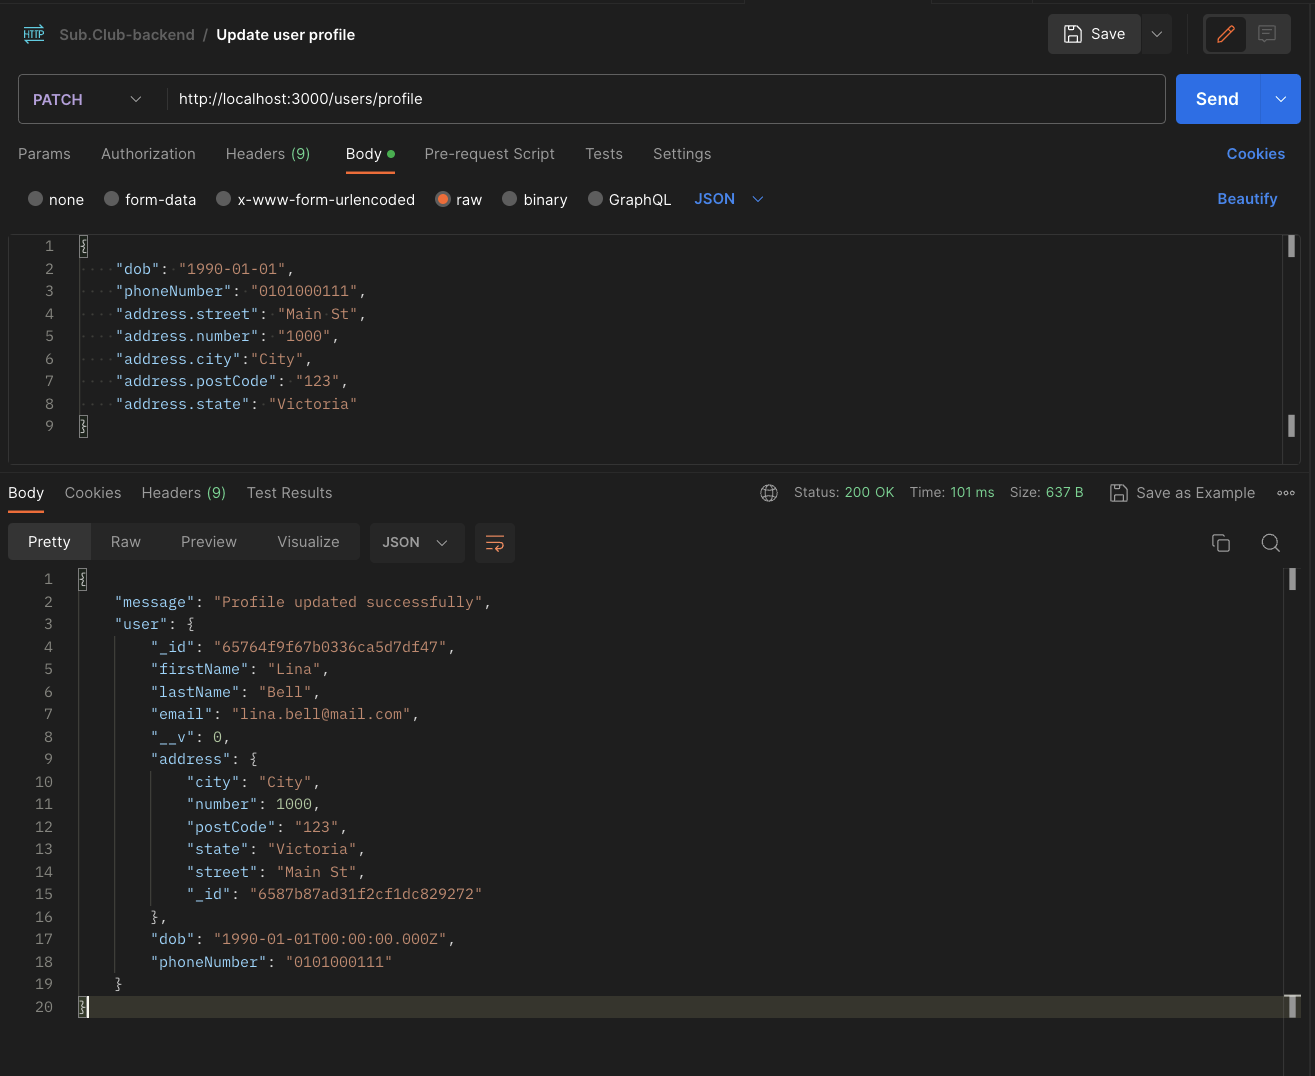 HTTP Sub.Club-backend / Update user profile Save
PATCH http://localhost:3000/users/profile Send
Params Authorization Headers (9) Body Pre-request Script Tests Settings Cookies
none form-data x-www-form-urlencoded raw binary GraphQL JSON Beautify
1 {
2 "dob": "1990-01-01",
3 "phoneNumber": "0101000111",
4 "address.street": "Main St",
5 "address.number": "1000",
6 "address.city":"City",
7 "address.postCode": "123",
8 "address.state": "Victoria"
9 }
Body Cookies Headers (9) Test Results Status: 200 OK Time: 101 ms Size: 637 B Save as Example
Pretty Raw Preview Visualize JSON
1 {
2 "message": "Profile updated successfully",
3 "user": {
4 "_id": "65764f9f67b0336ca5d7df47",
5 "firstName": "Lina",
6 "lastName": "Bell",
7 "email": "lina.bell@mail.com",
8 "__v": 0,
9 "address": {
10 "city": "City",
11 "number": 1000,
12 "postCode": "123",
13 "state": "Victoria",
14 "street": "Main St",
15 "_id": "6587b87ad31f2cf1dc829272"
16 },
17 "dob": "1990-01-01T00:00:00.000Z",
18 "phoneNumber": "0101000111"
19 }
20 }